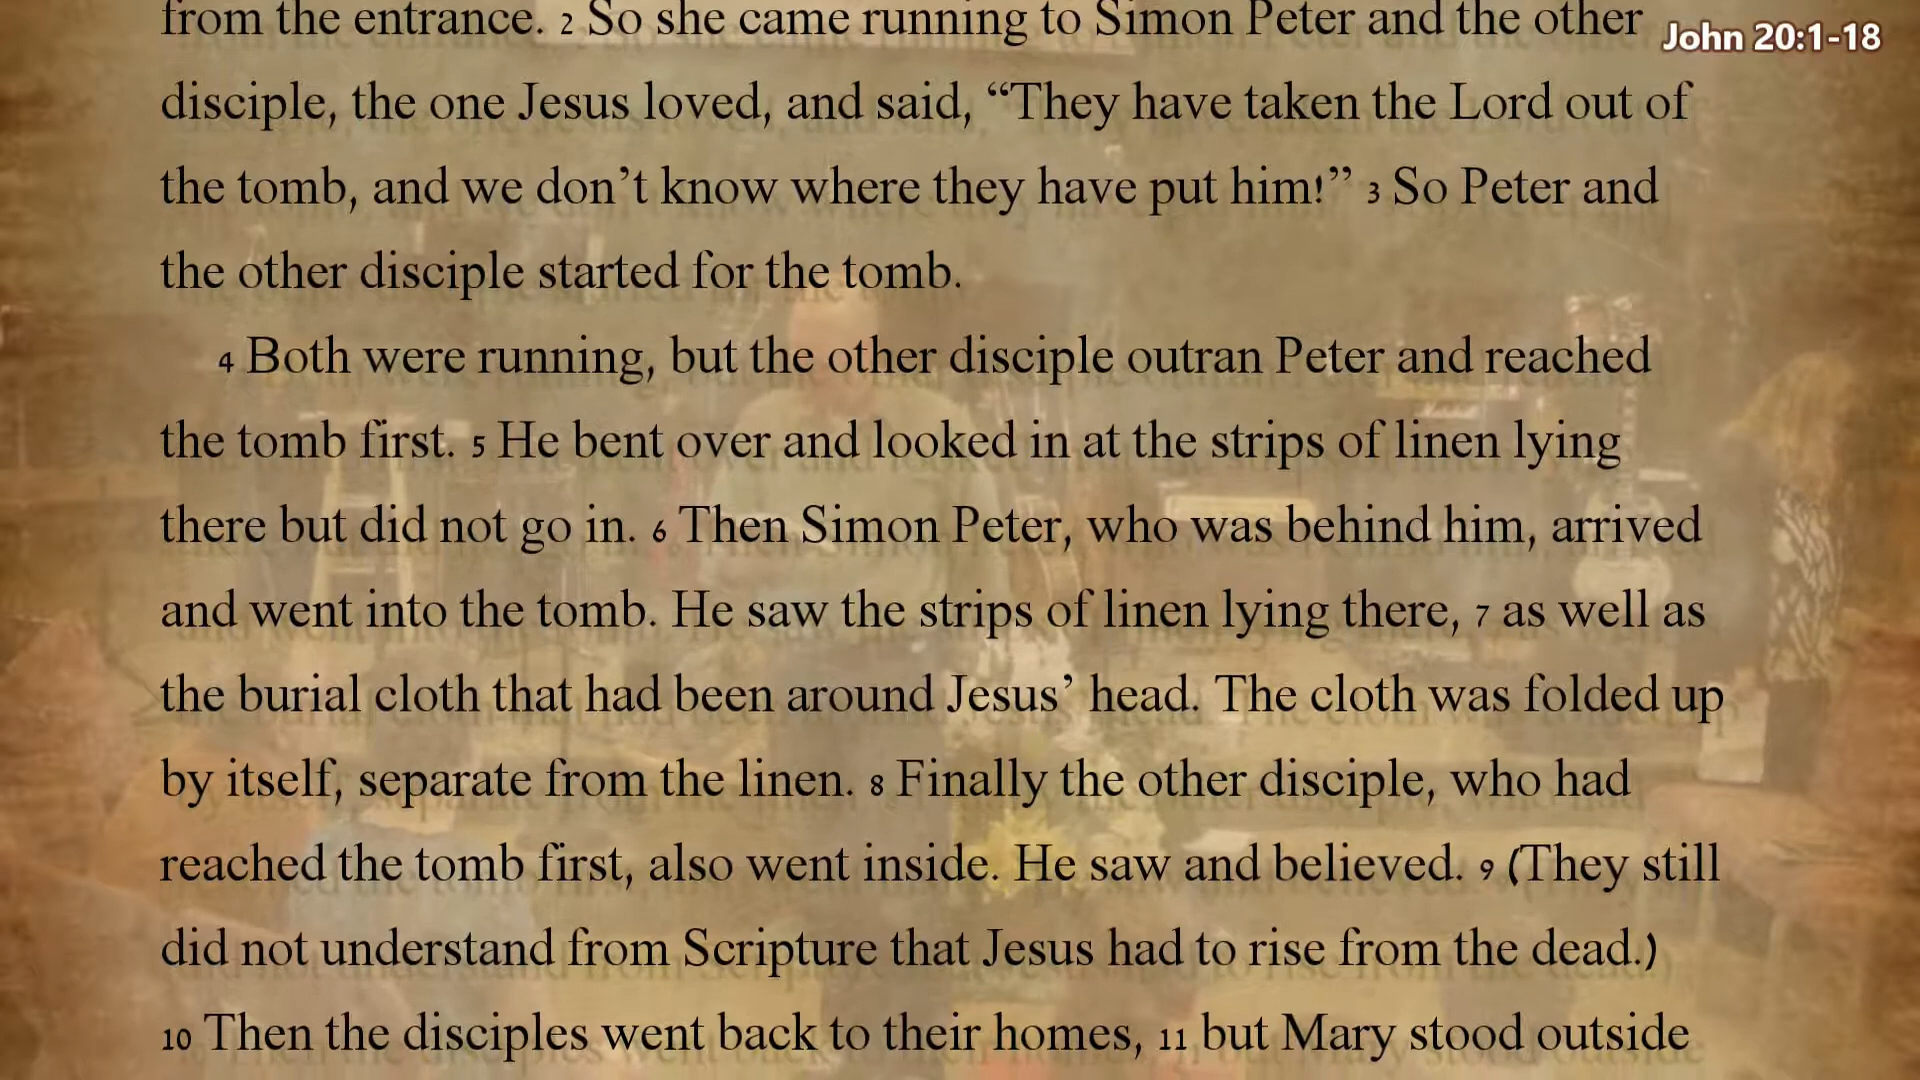 from the entrance. 2 So she came running to Simon Peter and the other
John 20:1-18
disciple, the one Jesus loved, and said, “They have taken the Lord out of
the tomb, and we don’t know where they have put him!” 3 So Peter and
the other disciple started for the tomb.
4 Both were running, but the other disciple outran Peter and reached
the tomb first. 5 He bent over and looked in at the strips of linen lying
there but did not go in. 6 Then Simon Peter, who was behind him, arrived
and went into the tomb. He saw the strips of linen lying there, 7 as well as
the burial cloth that had been around Jesus’ head. The cloth was folded up
by itself, separate from the linen. 8 Finally the other disciple, who had
reached the tomb first, also went inside. He saw and believed. 9 (They still
did not understand from Scripture that Jesus had to rise from the dead.)
10 Then the disciples went back to their homes, 11 but Mary stood outside